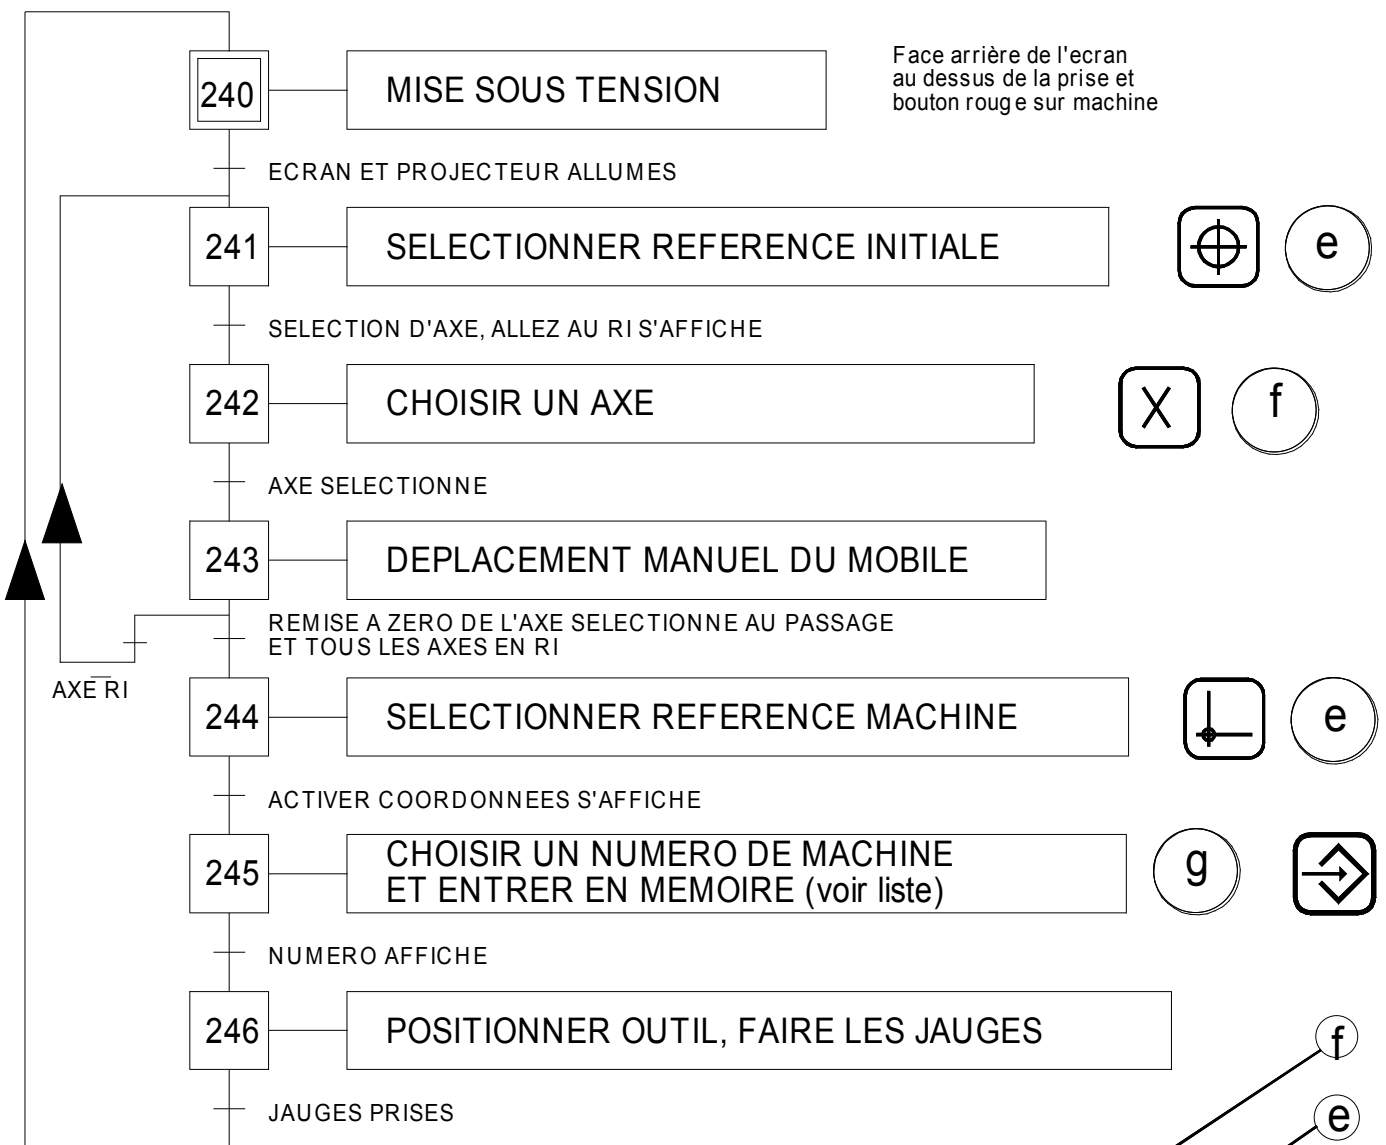 240
MISE SOUS TENSION
Face arrière de l'ecran
au dessus de la prise et
bouton rouge sur machine
ECRAN ET PROJECTEUR ALLUMES
241
SELECTIONNER REFERENCE INITIALE
e
SELECTION D'AXE, ALLEZ AU RI S'AFFICHE
242
CHOISIR UN AXE
X
f
AXE SELECTIONNE
243
DEPLACEMENT MANUEL DU MOBILE
REMISE A ZERO DE L'AXE SELECTIONNE AU PASSAGE
ET TOUS LES AXES EN RI
AXE RI
244
SELECTIONNER REFERENCE MACHINE
e
ACTIVER COORDONNEES S'AFFICHE
245
CHOISIR UN NUMERO DE MACHINE
ET ENTRER EN MEMOIRE (voir liste)
g
NUMERO AFFICHE
246
POSITIONNER OUTIL, FAIRE LES JAUGES
f
JAUGES PRISES
e